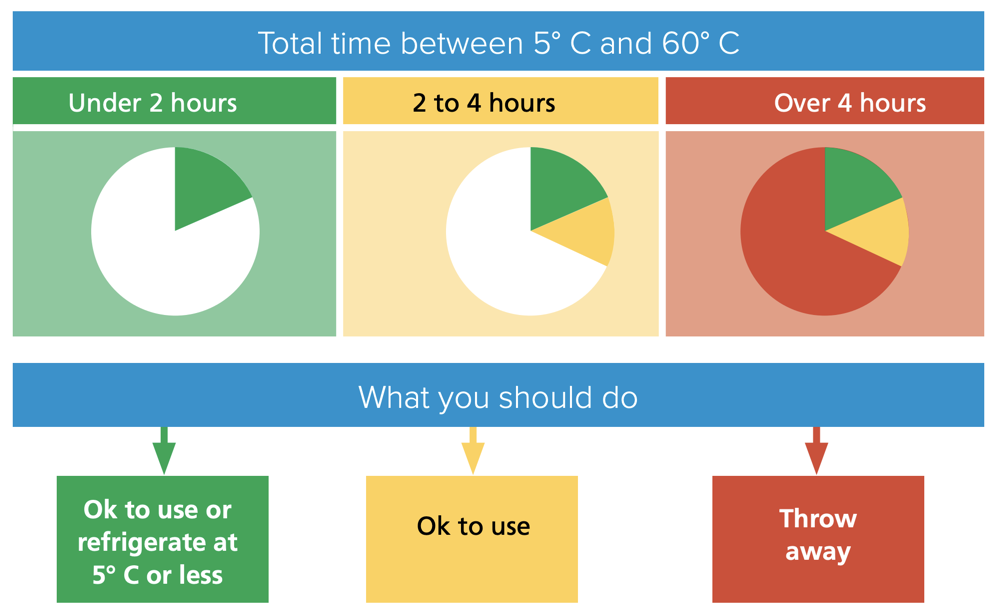 Total time between 5° C and 60° C
Under 2 hours
2 to 4 hours
Over 4 hours
What you should do
Ok to use or
refrigerate at
5° C or less
Ok to use
Throw
away